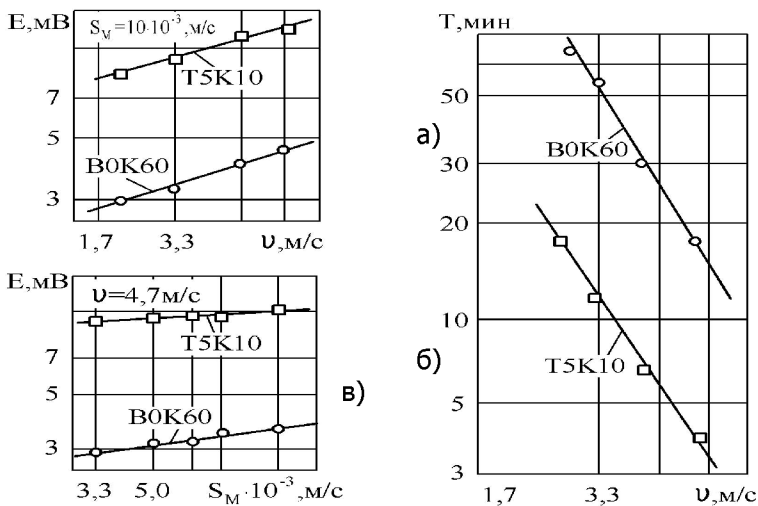 E,мВ
S_M=10·10⁻³,м/с
T5K10
7
5
B0K60
3
1,7 3,3 υ,м/с
E,мВ
υ=4,7м/с
T5K10
7
5
B0K60
3
3,3 5,0 S_M·10⁻³,м/с
в)
T,мин
50
а)
B0K60
30
20
10
б)
T5K10
5
3
1,7 3,3 υ,м/с